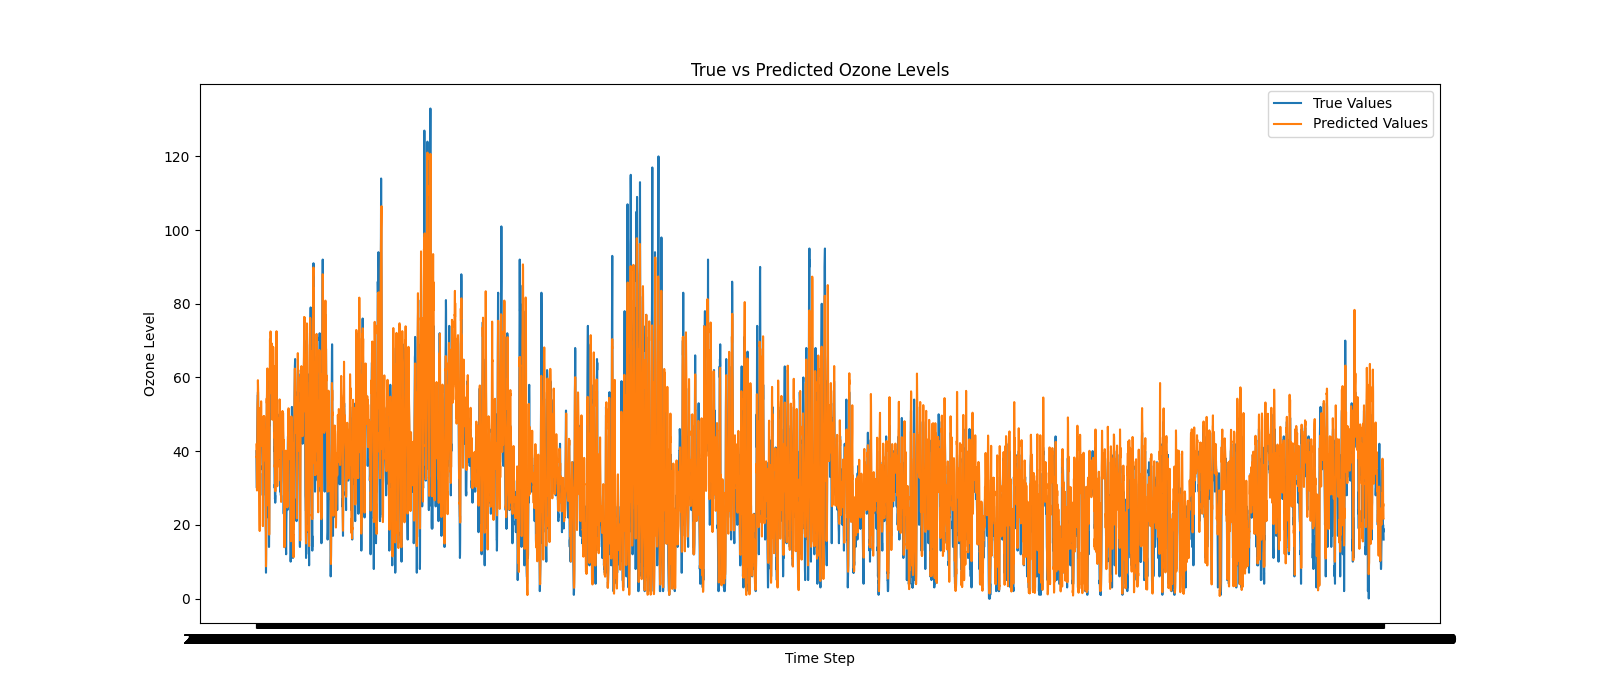 True vs Predicted Ozone Levels
True Values
Predicted Values
120
100
80
60
40
20
0
Ozone Level
Time Step